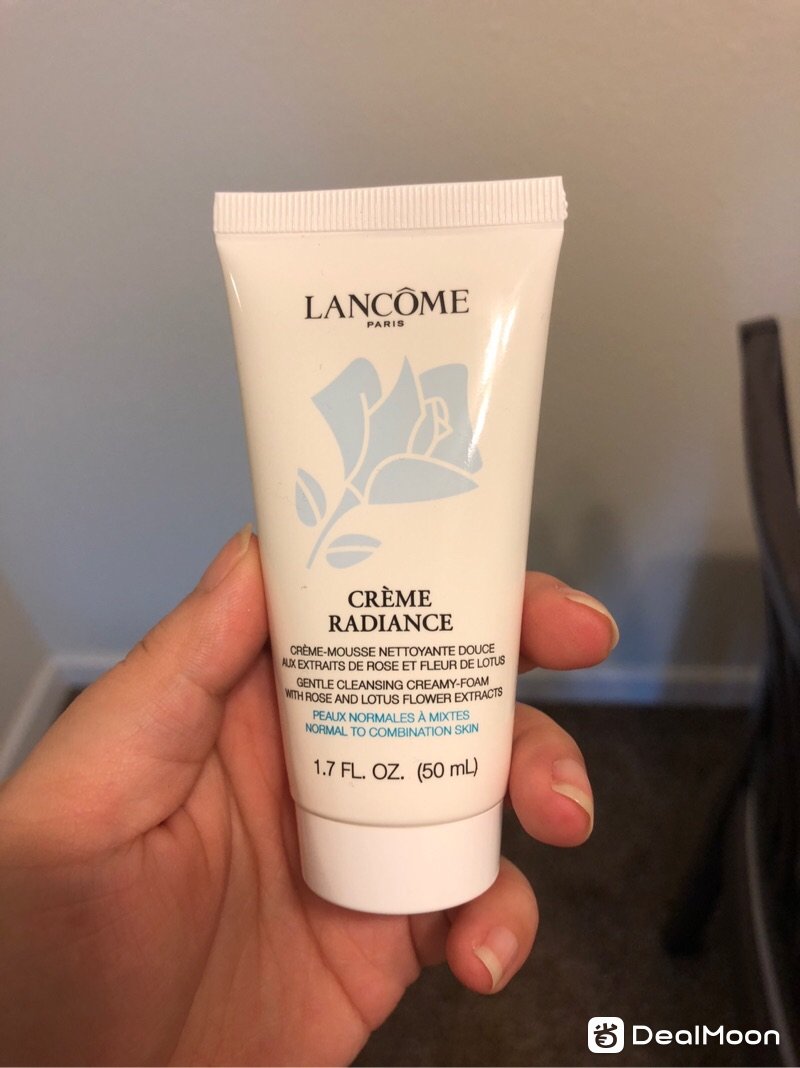 LANCÔME
PARIS
CRÈME
RADIANCE
CRÈME-MOUSSE NETTOYANTE DOUCE
AUX EXTRAITS DE ROSE ET FLEUR DE LOTUS
GENTLE CLEANSING CREAMY-FOAM
WITH ROSE AND LOTUS FLOWER EXTRACTS
PEAUX NORMALES À MIXTES
NORMAL TO COMBINATION SKIN
1.7 FL. OZ. (50 mL)
省 DealMoon